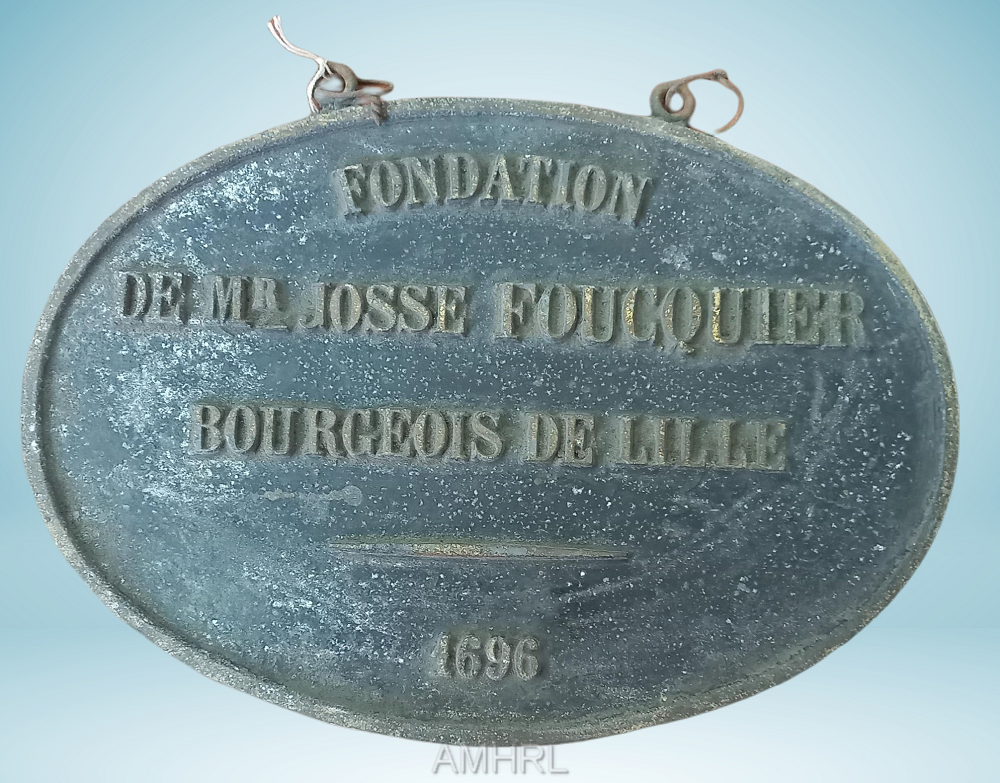 FONDATION
DE MR JOSSE FOUCQUIER
BOURGEOIS DE LILLE
1696
AMHRL